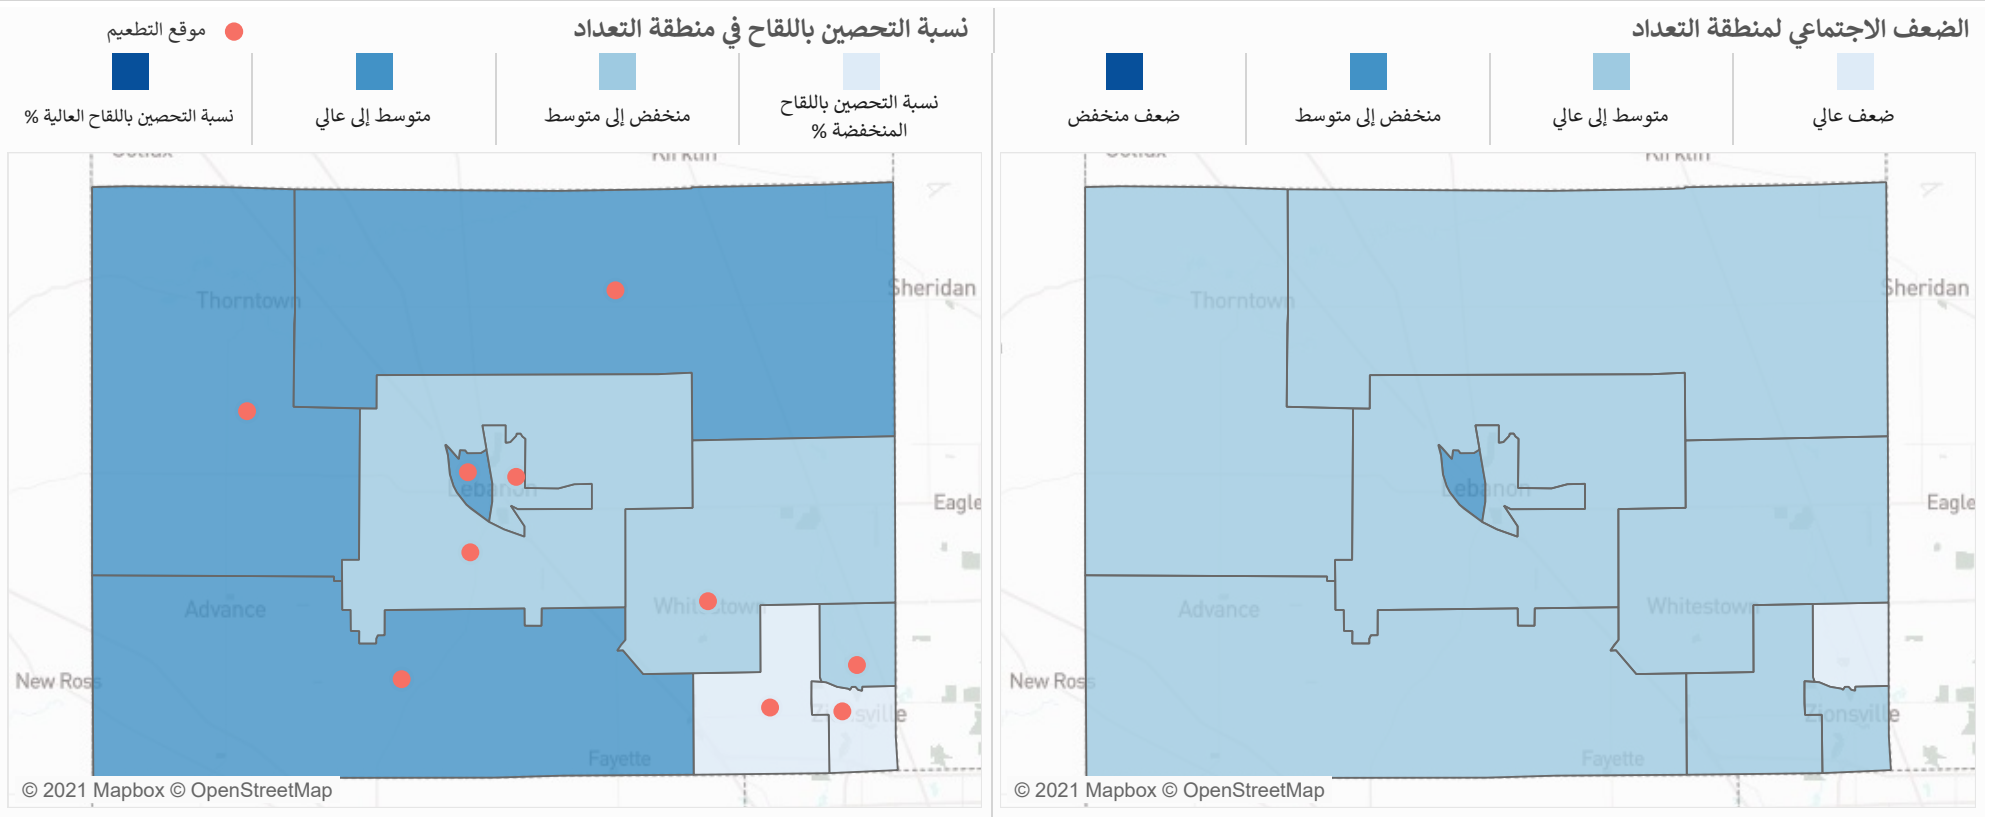 الضعف الاجتماعي لمنطقة التعداد
ضعف عالي
متوسط إلى عالي
منخفض إلى متوسط
ضعف منخفض
Kirklin
Sheridan
Thorntown
Lebanon
Eagle
Advance
Whitestown
New Ross
Zionsville
Fayette
© 2021 Mapbox © OpenStreetMap
نسبة التحصين باللقاح في منطقة التعداد
موقع التطعيم
نسبة التحصين باللقاح
المنخفضة %
منخفض إلى متوسط
متوسط إلى عالي
نسبة التحصين باللقاح العالية %
Kirklin
Sheridan
Thorntown
Lebanon
Eagle
Advance
Whitestown
New Ross
Zionsville
Fayette
© 2021 Mapbox © OpenStreetMap